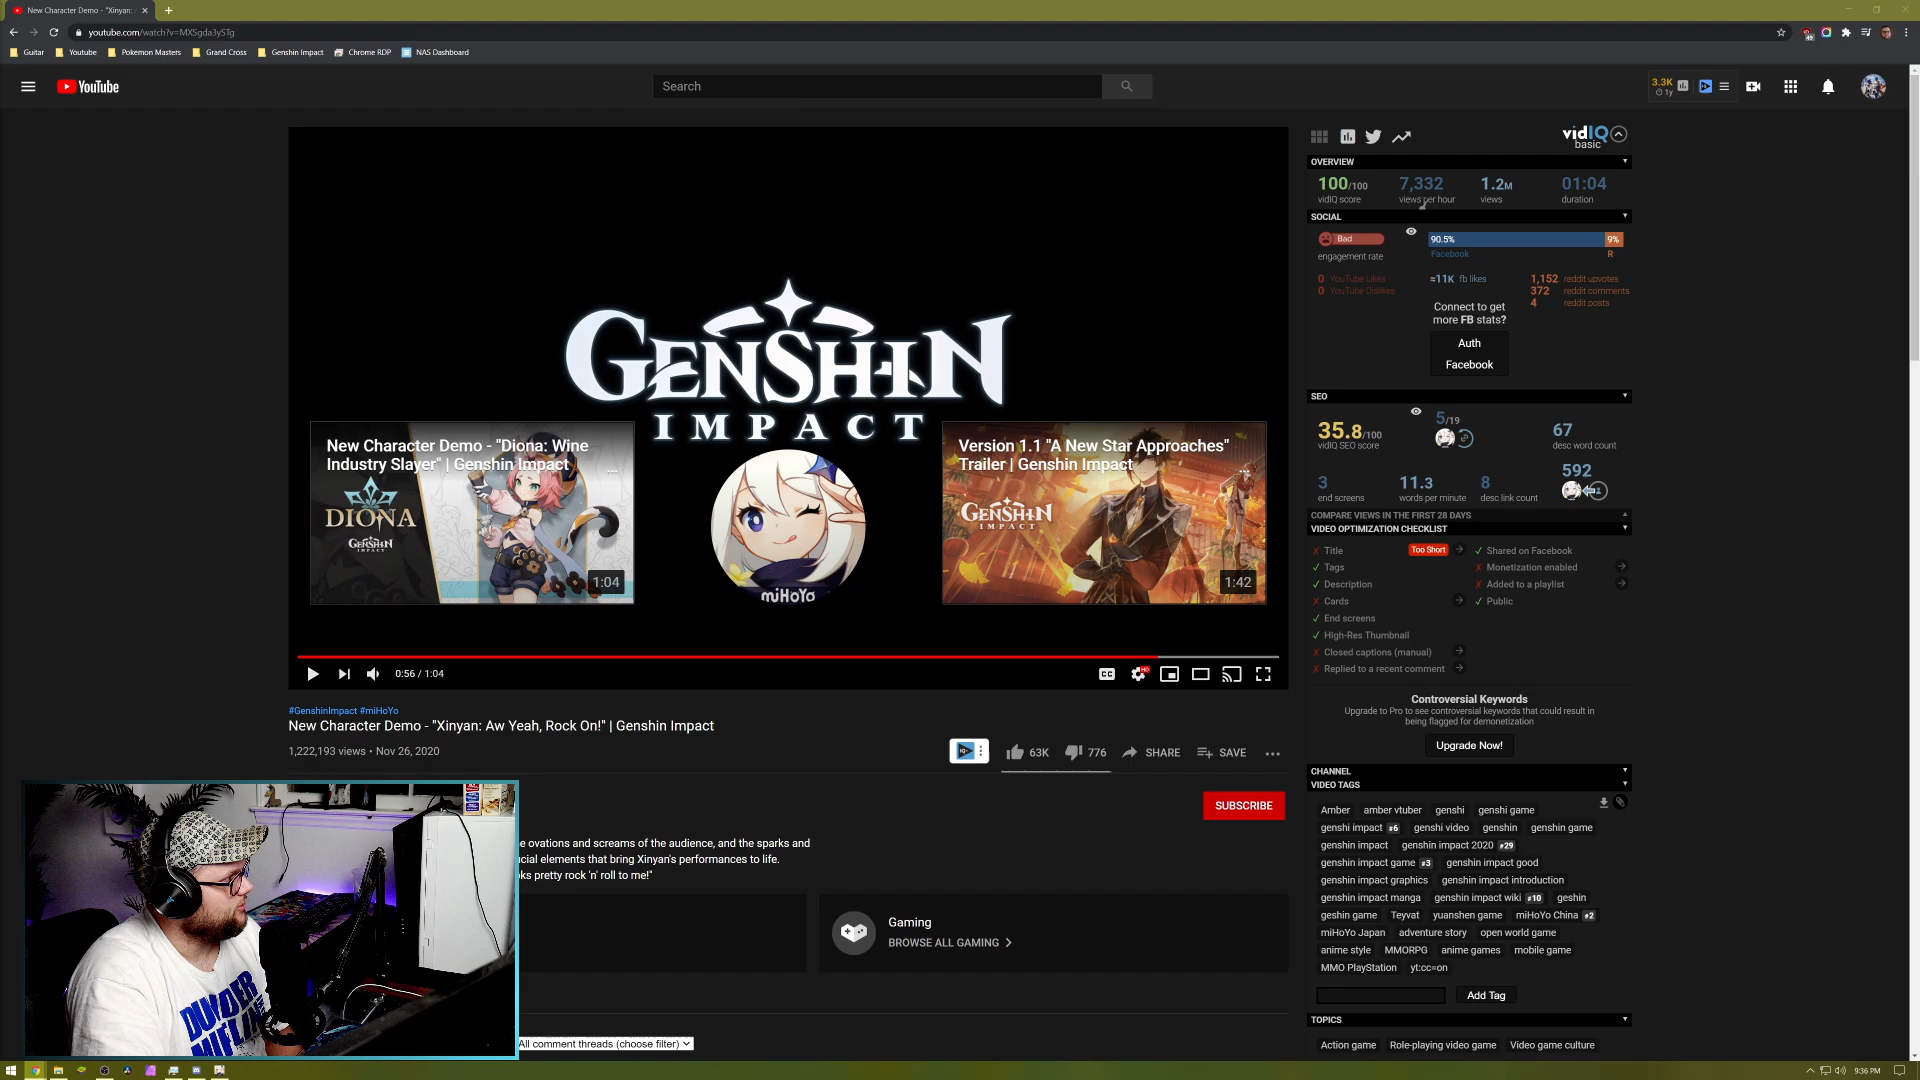 New Character Demo - "Xinyan:
youtube.com/watch?v=MXSgda3ySTg
Guitar
Youtube
Pokemon Masters
Grand Cross
Genshin Impact
Chrome RDP
NAS Dashboard
YouTube
Search
3.3K
1y
GENSHIN
IMPACT
New Character Demo - "Diona: Wine
Industry Slayer" | Genshin Impact
DIONA
GENSHIN
IMPACT
1:04
miHoYo
Version 1.1 "A New Star Approaches"
Trailer | Genshin Impact
GENSHIN
IMPACT
1:42
0:56 / 1:04
CC
HD
#GenshinImpact #miHoYo
New Character Demo - "Xinyan: Aw Yeah, Rock On!" | Genshin Impact
1,222,193 views • Nov 26, 2020
63K
776
SHARE
SAVE
SUBSCRIBE
e ovations and screams of the audience, and the sparks and
cial elements that bring Xinyan's performances to life.
ks pretty rock 'n' roll to me!"
Gaming
BROWSE ALL GAMING
All comment threads (choose filter)
DUNDER
MIFFLIN
vidIQ
basic
OVERVIEW
100/100
vidIQ score
7,332
views per hour
1.2M
views
01:04
duration
SOCIAL
Bad
engagement rate
90.5%
9%
Facebook
R
0 YouTube Likes
0 YouTube Dislikes
≈11K fb likes
1,152 reddit upvotes
372 reddit comments
4 reddit posts
Connect to get
more FB stats?
Auth
Facebook
SEO
35.8/100
vidIQ SEO score
5/19
67
desc word count
3
end screens
11.3
words per minute
8
desc link count
592
COMPARE VIEWS IN THE FIRST 28 DAYS
VIDEO OPTIMIZATION CHECKLIST
Title
Too Short
Tags
Description
Cards
End screens
High-Res Thumbnail
Closed captions (manual)
Replied to a recent comment
Shared on Facebook
Monetization enabled
Added to a playlist
Public
Controversial Keywords
Upgrade to Pro to see controversial keywords that could result in
being flagged for demonetization
Upgrade Now!
CHANNEL
VIDEO TAGS
Amber amber vtuber genshi genshi game
genshi impact #6 genshi video genshin genshin game
genshin impact genshin impact 2020 #29
genshin impact game #3 genshin impact good
genshin impact graphics genshin impact introduction
genshin impact manga genshin impact wiki #10 geshin
geshin game Teyvat yuanshen game miHoYo China #2
miHoYo Japan adventure story open world game
anime style MMORPG anime games mobile game
MMO PlayStation yt:cc=on
Add Tag
TOPICS
Action game Role-playing video game Video game culture
9:36 PM